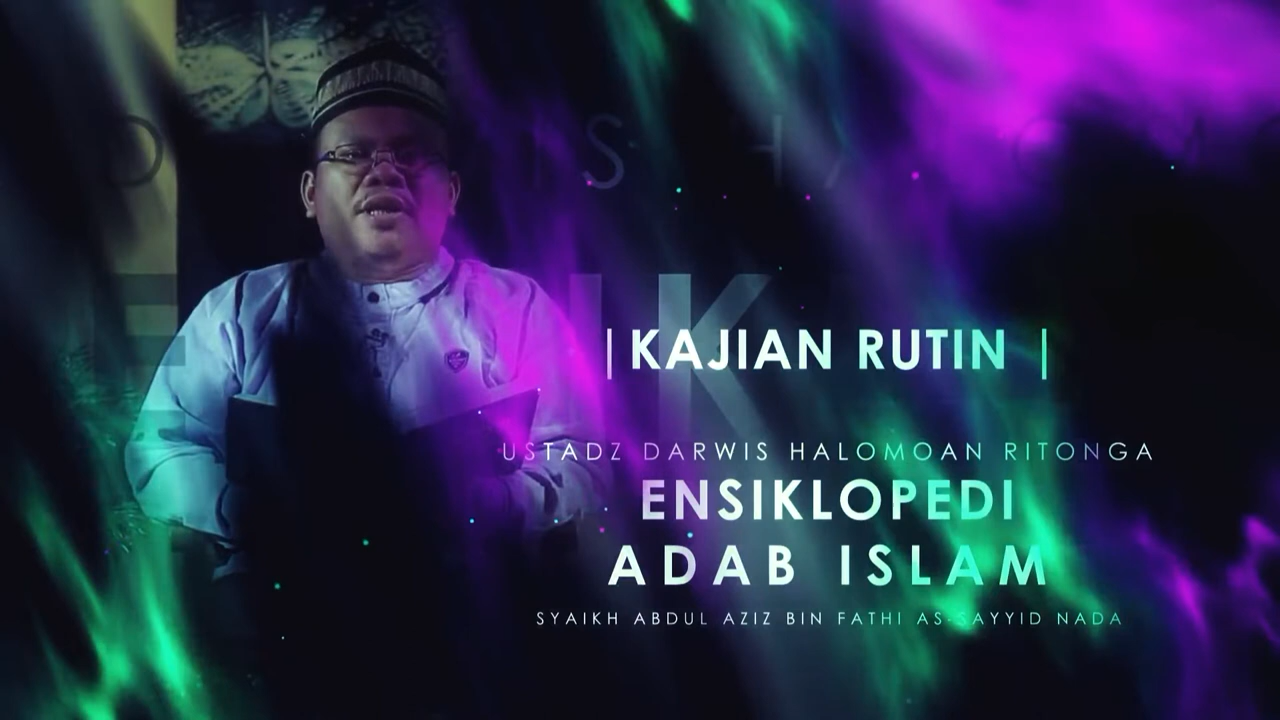 | KAJIAN RUTIN |
USTADZ DARWIS HALOMOAN RITONGA
ENSIKLOPEDI
ADAB ISLAM
SYAIKH ABDUL AZIZ BIN FATHI AS-SAYYID NADA